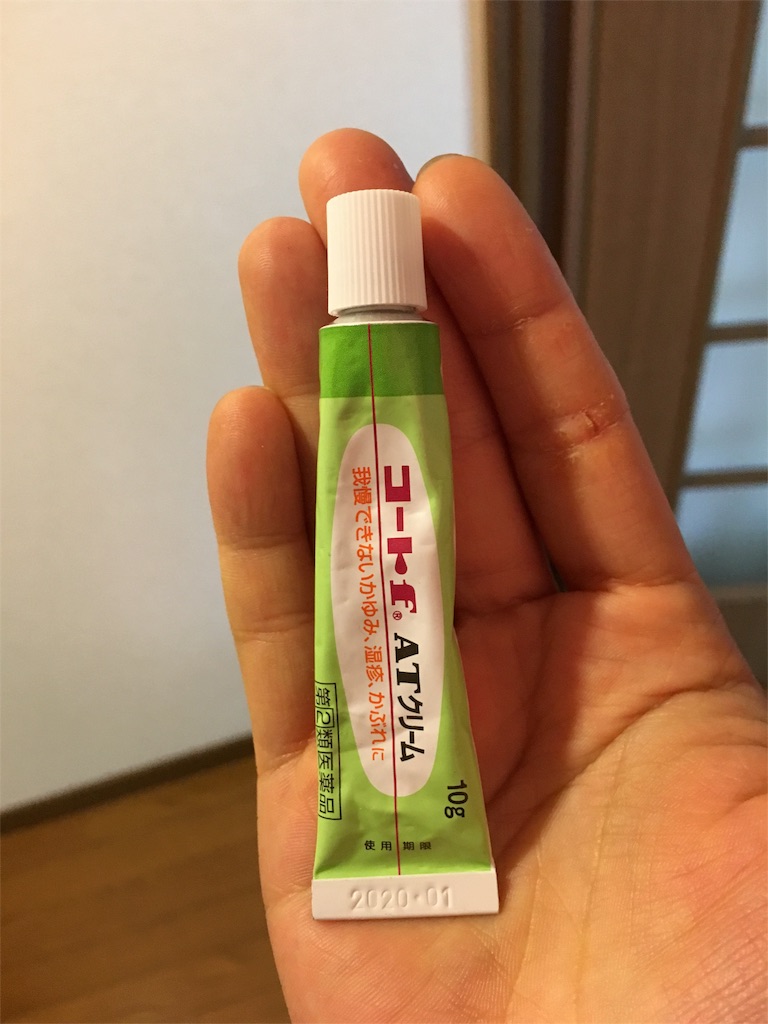 コートf® ATクリーム
我慢できないかゆみ、湿疹、かぶれに
第②類医薬品
10g
使用期限
2020・01